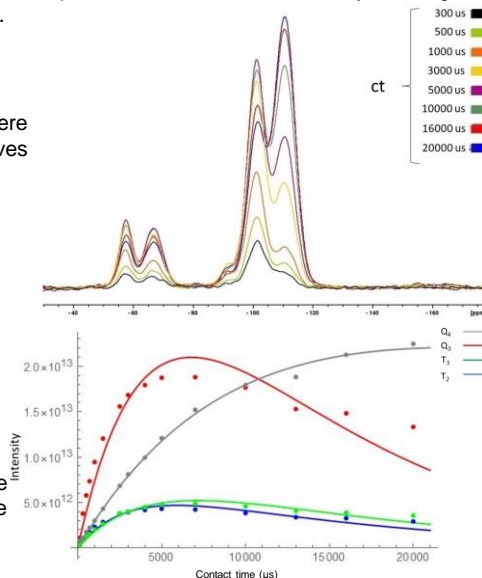 .
ere
ves
300 us
500 us
1000 us
3000 us
ct
5000 us
10000 us
16000 us
20000 us
-40
-60
-80
-100
-120
-140
-160
[ppm]
Q4
Q3
T3
T2
2.0×10^13
1.5×10^13
1.0×10^13
5.0×10^12
Intensity
e
e
5000
10000
15000
20000
Contact time (us)